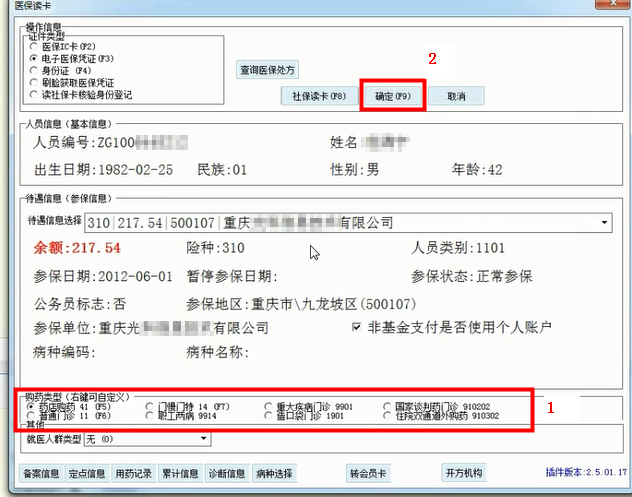 医保读卡
操作信息
证件类型
医保IC卡(F2)
电子医保凭证(F3)
身份证 (F4)
刷脸获取医保凭证
读社保卡核验身份登记
查询医保处方
2
社保读卡(F8) 确定(F9) 取消
人员信息(基本信息)
人员编号:ZG100 姓名:
出生日期:1982-02-25 民族:01 性别:男 年龄:42
待遇信息(参保信息)
待遇信息选择 310|217.54|500107|重庆 有限公司
余额:217.54 险种:310 人员类别:1101
参保日期:2012-06-01 暂停参保日期: 参保状态:正常参保
公务员标志:否 参保地区:重庆市\九龙坡区(500107)
参保单位:重庆光 有限公司 非基金支付是否使用个人账户
病种编码: 病种名称:
购药类型(右键可自定义)
药店购药 41 (F5) 门慢门特 14 (F7) 重大疾病门诊 9901 国家谈判药门诊 910202
1
普通门诊 11 (F6) 职工两病 9914 造口袋门诊 1901 住院双通道外购药 910302
其他
就医人群类型 无 (0)
备案信息 定点信息 用药记录 累计信息 诊断信息 病种选择 转会员卡 开方机构 插件版本:2.5.01.17